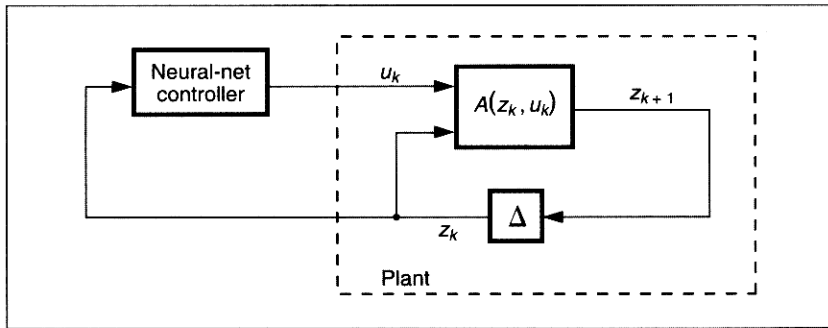 Neural-net
controller
u_k
A(z_k, u_k)
z_{k+1}
z_k
Δ
Plant